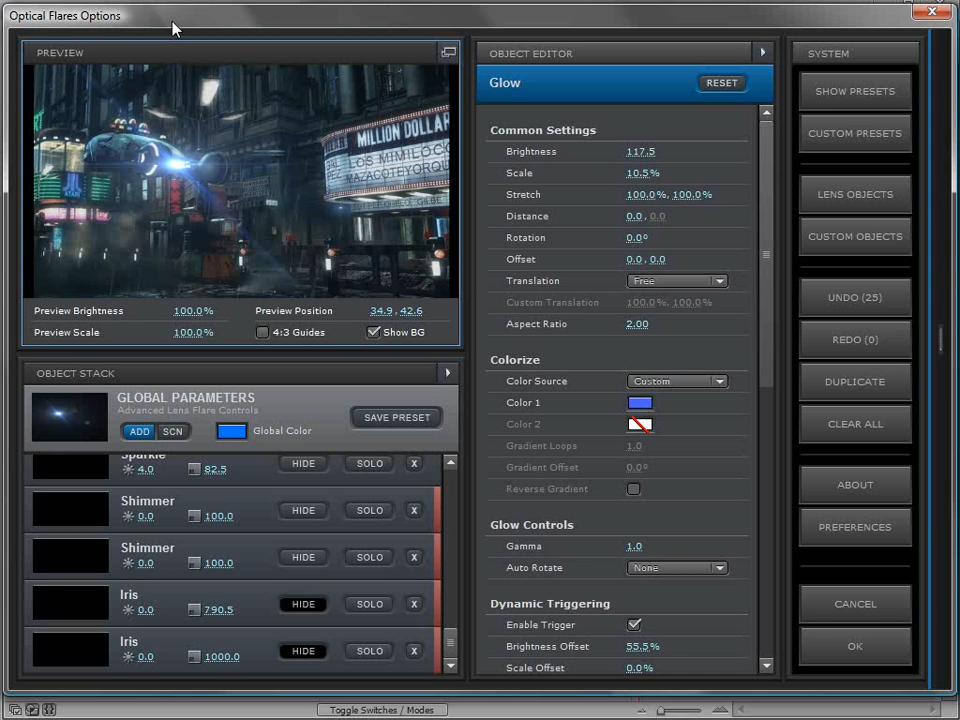 Optical Flares Options
PREVIEW
MILLION DOLLAR
LOS MIMILOC
MAZACOTEYORQUE
ATARI
Preview Brightness 100.0% Preview Position 34.9, 42.6
Preview Scale 100.0% 4:3 Guides Show BG
OBJECT STACK
GLOBAL PARAMETERS
Advanced Lens Flare Controls
ADD SCN Global Color SAVE PRESET
Sparkle
4.0 82.5 HIDE SOLO X
Shimmer
0.0 100.0 HIDE SOLO X
Shimmer
0.0 100.0 HIDE SOLO X
Iris
0.0 790.5 HIDE SOLO X
Iris
0.0 1000.0 HIDE SOLO X
OBJECT EDITOR
Glow RESET
Common Settings
Brightness 117.5
Scale 10.5%
Stretch 100.0%, 100.0%
Distance 0.0, 0.0
Rotation 0.0°
Offset 0.0, 0.0
Translation Free
Custom Translation 100.0%, 100.0%
Aspect Ratio 2.00
Colorize
Color Source Custom
Color 1
Color 2
Gradient Loops 1.0
Gradient Offset 0.0°
Reverse Gradient
Glow Controls
Gamma 1.0
Auto Rotate None
Dynamic Triggering
Enable Trigger
Brightness Offset 55.5%
Scale Offset 0.0%
SYSTEM
SHOW PRESETS
CUSTOM PRESETS
LENS OBJECTS
CUSTOM OBJECTS
UNDO (25)
REDO (0)
DUPLICATE
CLEAR ALL
ABOUT
PREFERENCES
CANCEL
OK
Toggle Switches / Modes